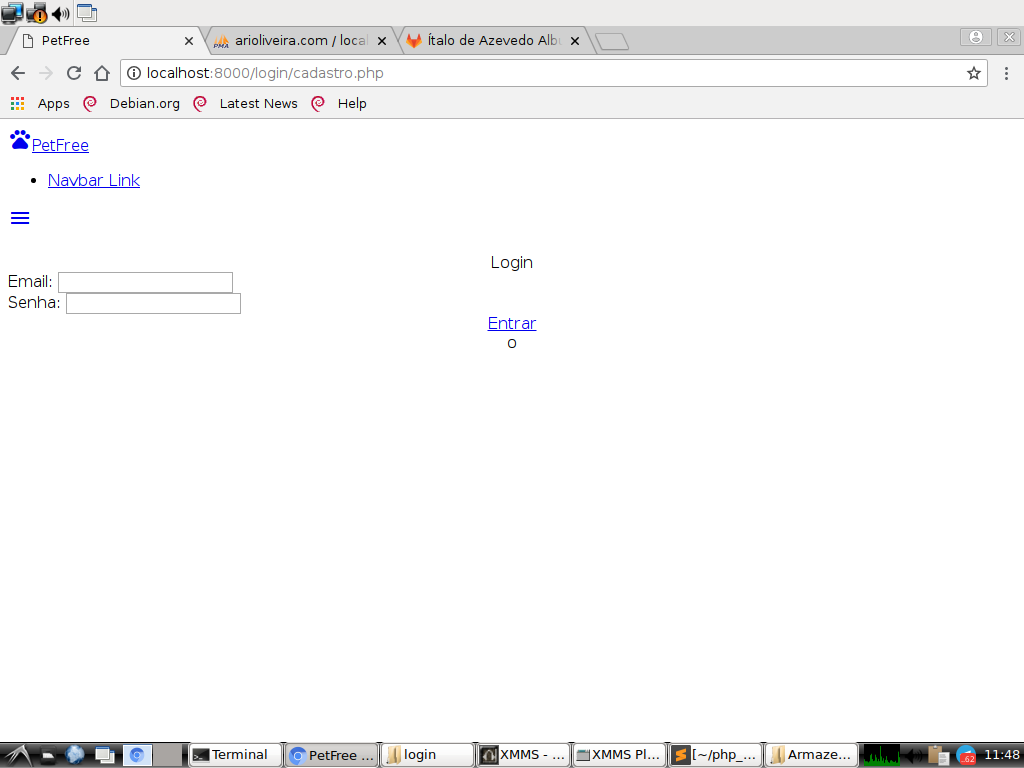 PetFree
arioliveira.com / local
Ítalo de Azevedo Albu
localhost:8000/login/cadastro.php
Apps Debian.org Latest News Help
PetFree
Navbar Link
Login
Email:
Senha:
Entrar
o
Terminal PetFree ... login XMMS - ... XMMS Pl... [~/php_... Armaze... 62 11:48